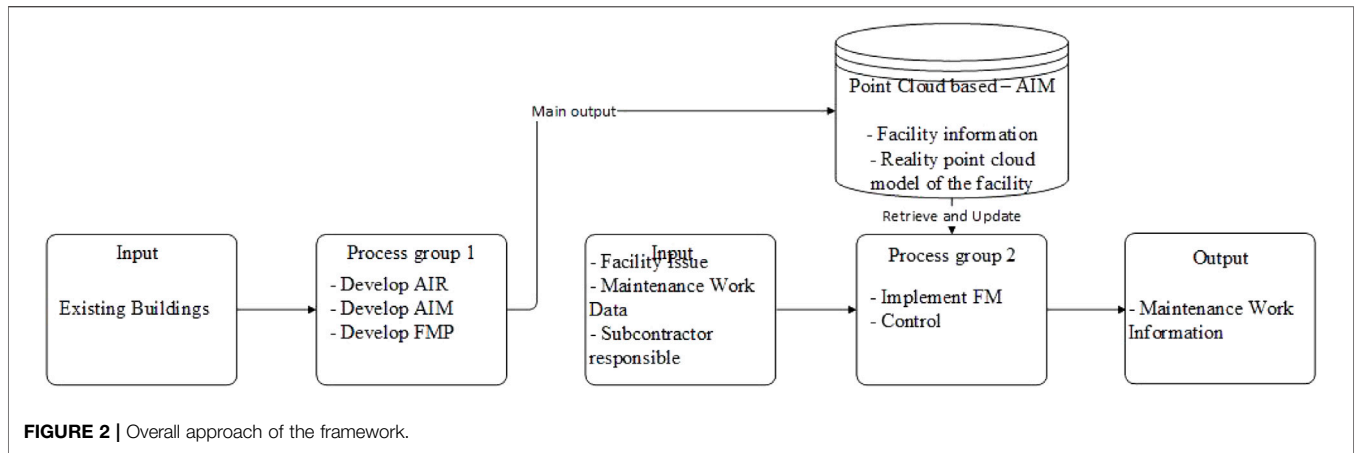 Point Cloud based – AIM
- Facility information
- Reality point cloud
model of the facility
Main output
Retrieve and Update
Input
Existing Buildings
Process group 1
- Develop AIR
- Develop AIM
- Develop FMP
Input
- Facility Issue
- Maintenance Work
Data
- Subcontractor
responsible
Process group 2
- Implement FM
- Control
Output
- Maintenance Work
Information
FIGURE 2 | Overall approach of the framework.